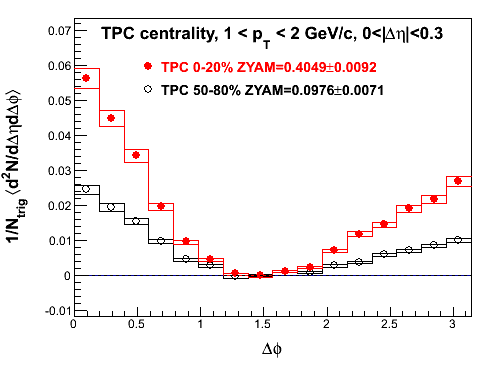 TPC centrality, 1 < p_T < 2 GeV/c, 0<|Δη|<0.3
TPC 0-20% ZYAM=0.4049±0.0092
TPC 50-80% ZYAM=0.0976±0.0071
1/N_trig ⟨d²N/dΔηdΔϕ⟩
0.07
0.06
0.05
0.04
0.03
0.02
0.01
0
-0.01
0 0.5 1 1.5 2 2.5 3
Δϕ